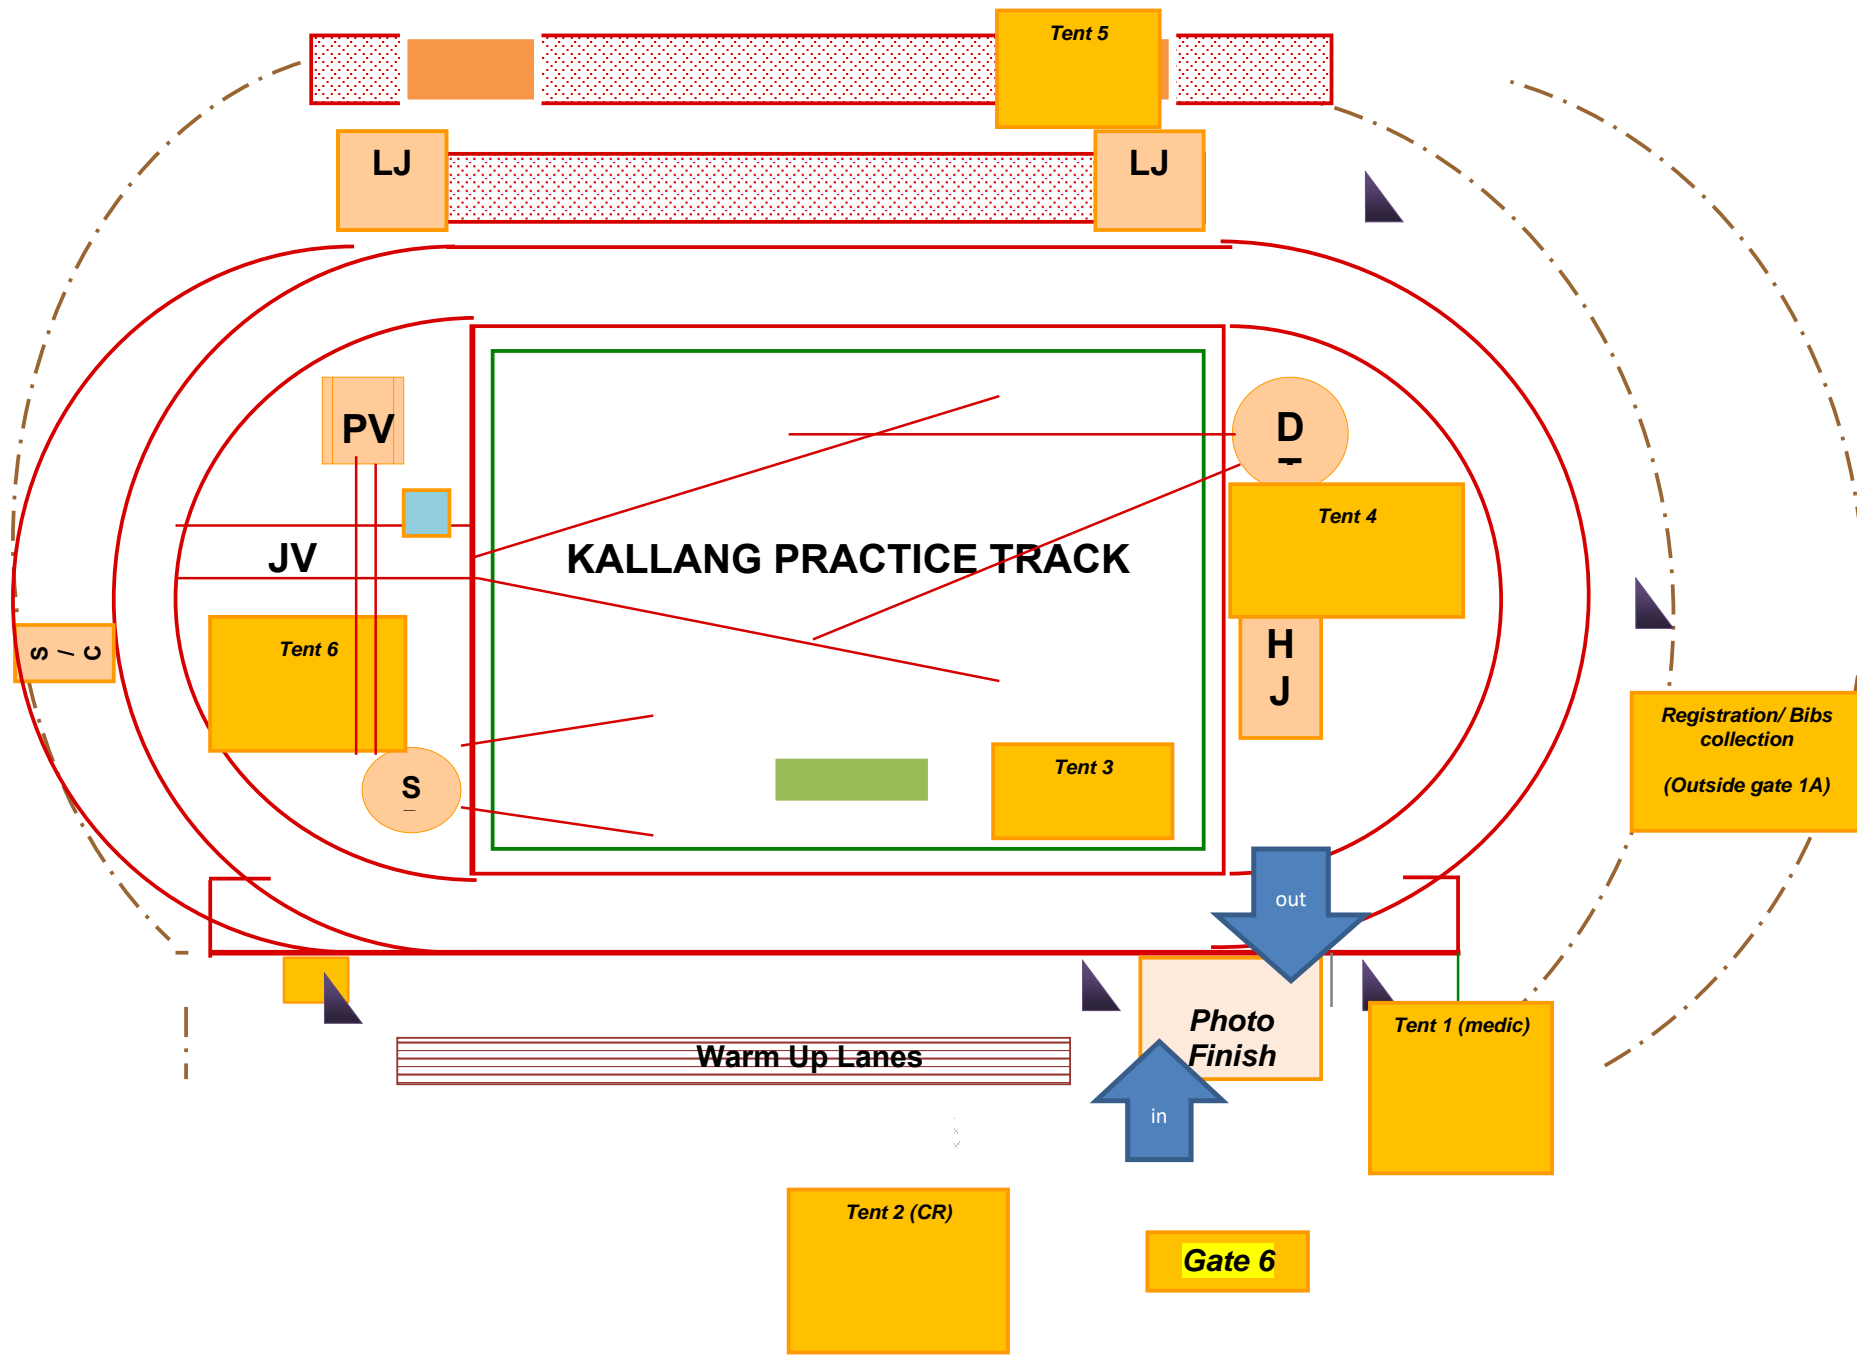 Tent 5
LJ
LJ
PV
D
Tent 4
KALLANG PRACTICE TRACK
JV
S / C
Tent 6
H
J
Registration/ Bibs
collection
(Outside gate 1A)
Tent 3
S
out
Photo
Finish
Tent 1 (medic)
Warm Up Lanes
in
Tent 2 (CR)
Gate 6